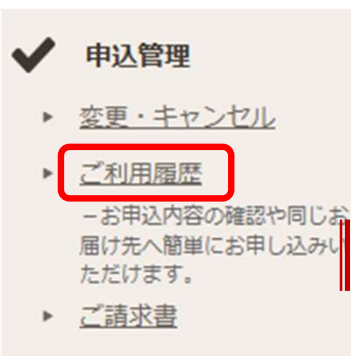 申込管理
変更・キャンセル
ご利用履歴
－お申込内容の確認や同じお
届け先へ簡単にお申し込みい
ただけます。
ご請求書